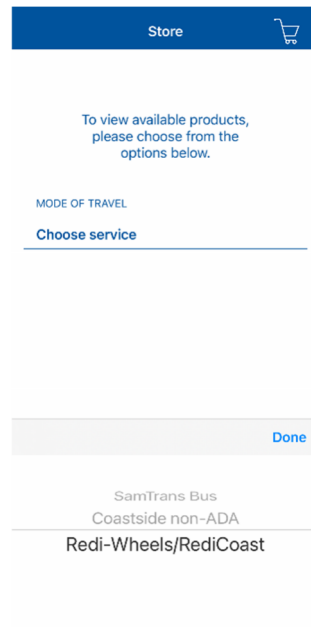 Store
To view available products,
please choose from the
options below.
MODE OF TRAVEL
Choose service
Done
SamTrans Bus
Coastside non-ADA
Redi-Wheels/RediCoast